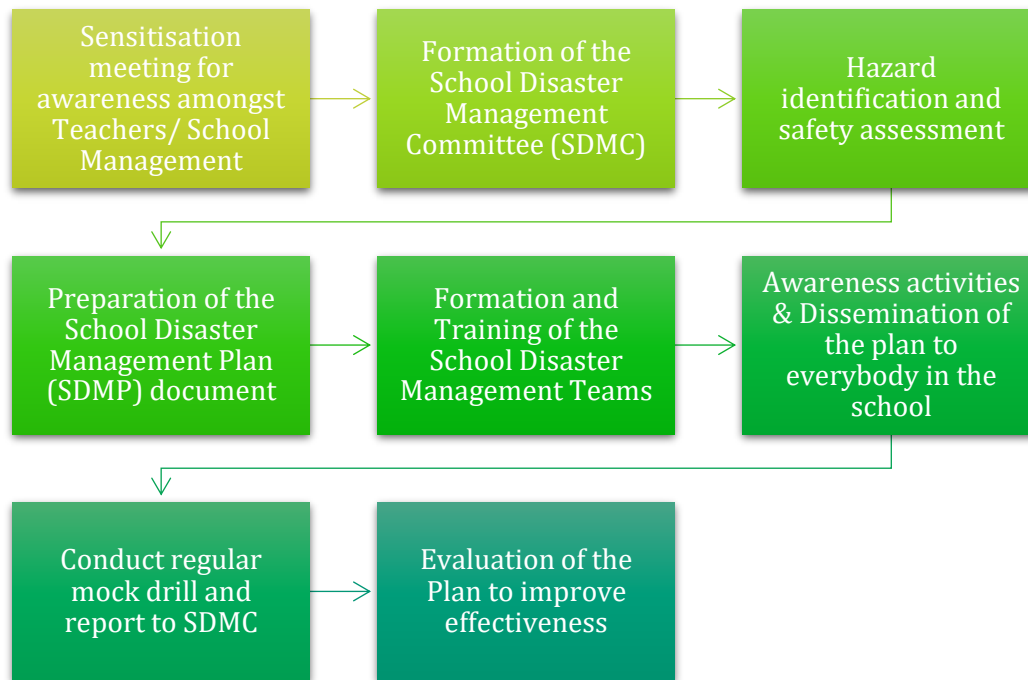 Sensitisation
meeting for
awareness amongst
Teachers/ School
Management
Formation of the
School Disaster
Management
Committee (SDMC)
Hazard
identification and
safety assessment
Preparation of the
School Disaster
Management Plan
(SDMP) document
Formation and
Training of the
School Disaster
Management Teams
Awareness activities
& Dissemination of
the plan to
everybody in the
school
Conduct regular
mock drill and
report to SDMC
Evaluation of the
Plan to improve
effectiveness